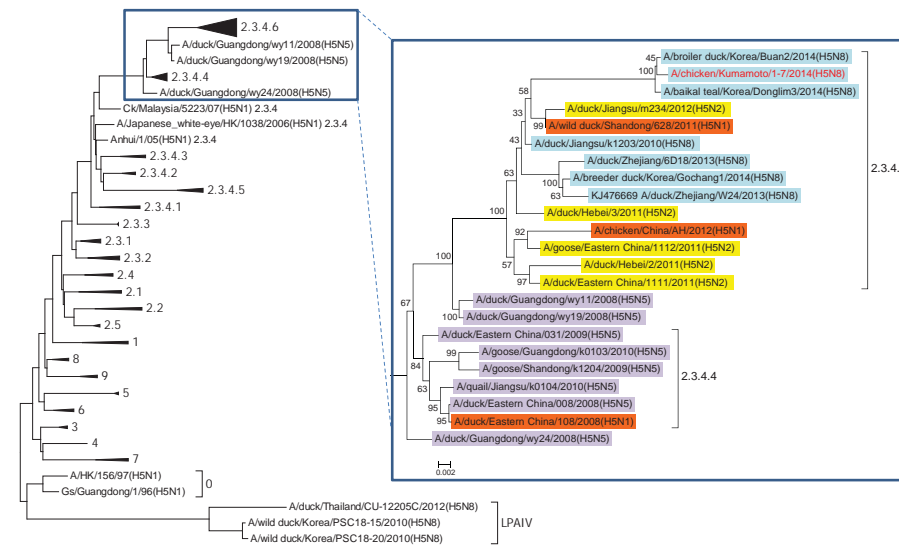 2.3.4.6
A/duck/Guangdong/wy11/2008(H5N5)
A/duck/Guangdong/wy19/2008(H5N5)
2.3.4.4
A/duck/Guangdong/wy24/2008(H5N5)
Ck/Malaysia/5223/07(H5N1) 2.3.4
A/Japanese_white-eye/HK/1038/2006(H5N1) 2.3.4
Anhui/1/05(H5N1) 2.3.4
2.3.4.3
2.3.4.2
2.3.4.5
2.3.4.1
2.3.3
2.3.1
2.3.2
2.4
2.1
2.2
2.5
1
8
9
5
6
3
4
7
A/HK/156/97(H5N1)
0
Gs/Guangdong/1/96(H5N1)
A/duck/Thailand/CU-12205C/2012(H5N8)
A/wild duck/Korea/PSC18-15/2010(H5N8)
LPAIV
A/wild duck/Korea/PSC18-20/2010(H5N8)
45
A/broiler duck/Korea/Buan2/2014(H5N8)
100
A/chicken/Kumamoto/1-7/2014(H5N8)
A/baikal teal/Korea/Donglim3/2014(H5N8)
58
A/duck/Jiangsu/m234/2012(H5N2)
33
99
A/wild duck/Shandong/628/2011(H5N1)
43
A/duck/Jiangsu/k1203/2010(H5N8)
A/duck/Zhejiang/6D18/2013(H5N8)
2.3.4.
63
100
A/breeder duck/Korea/Gochang1/2014(H5N8)
63
KJ476669 A/duck/Zhejiang/W24/2013(H5N8)
100
A/duck/Hebei/3/2011(H5N2)
92
A/chicken/China/AH/2012(H5N1)
A/goose/Eastern China/1112/2011(H5N2)
100
57
A/duck/Hebei/2/2011(H5N2)
97
A/duck/Eastern China/1111/2011(H5N2)
67
A/duck/Guangdong/wy11/2008(H5N5)
100
A/duck/Guangdong/wy19/2008(H5N5)
A/duck/Eastern China/031/2009(H5N5)
99
A/goose/Guangdong/k0103/2010(H5N5)
84
A/goose/Shandong/k1204/2009(H5N5)
2.3.4.4
63
A/quail/Jiangsu/k0104/2010(H5N5)
95
A/duck/Eastern China/008/2008(H5N5)
95
A/duck/Eastern China/108/2008(H5N1)
A/duck/Guangdong/wy24/2008(H5N5)
0.002